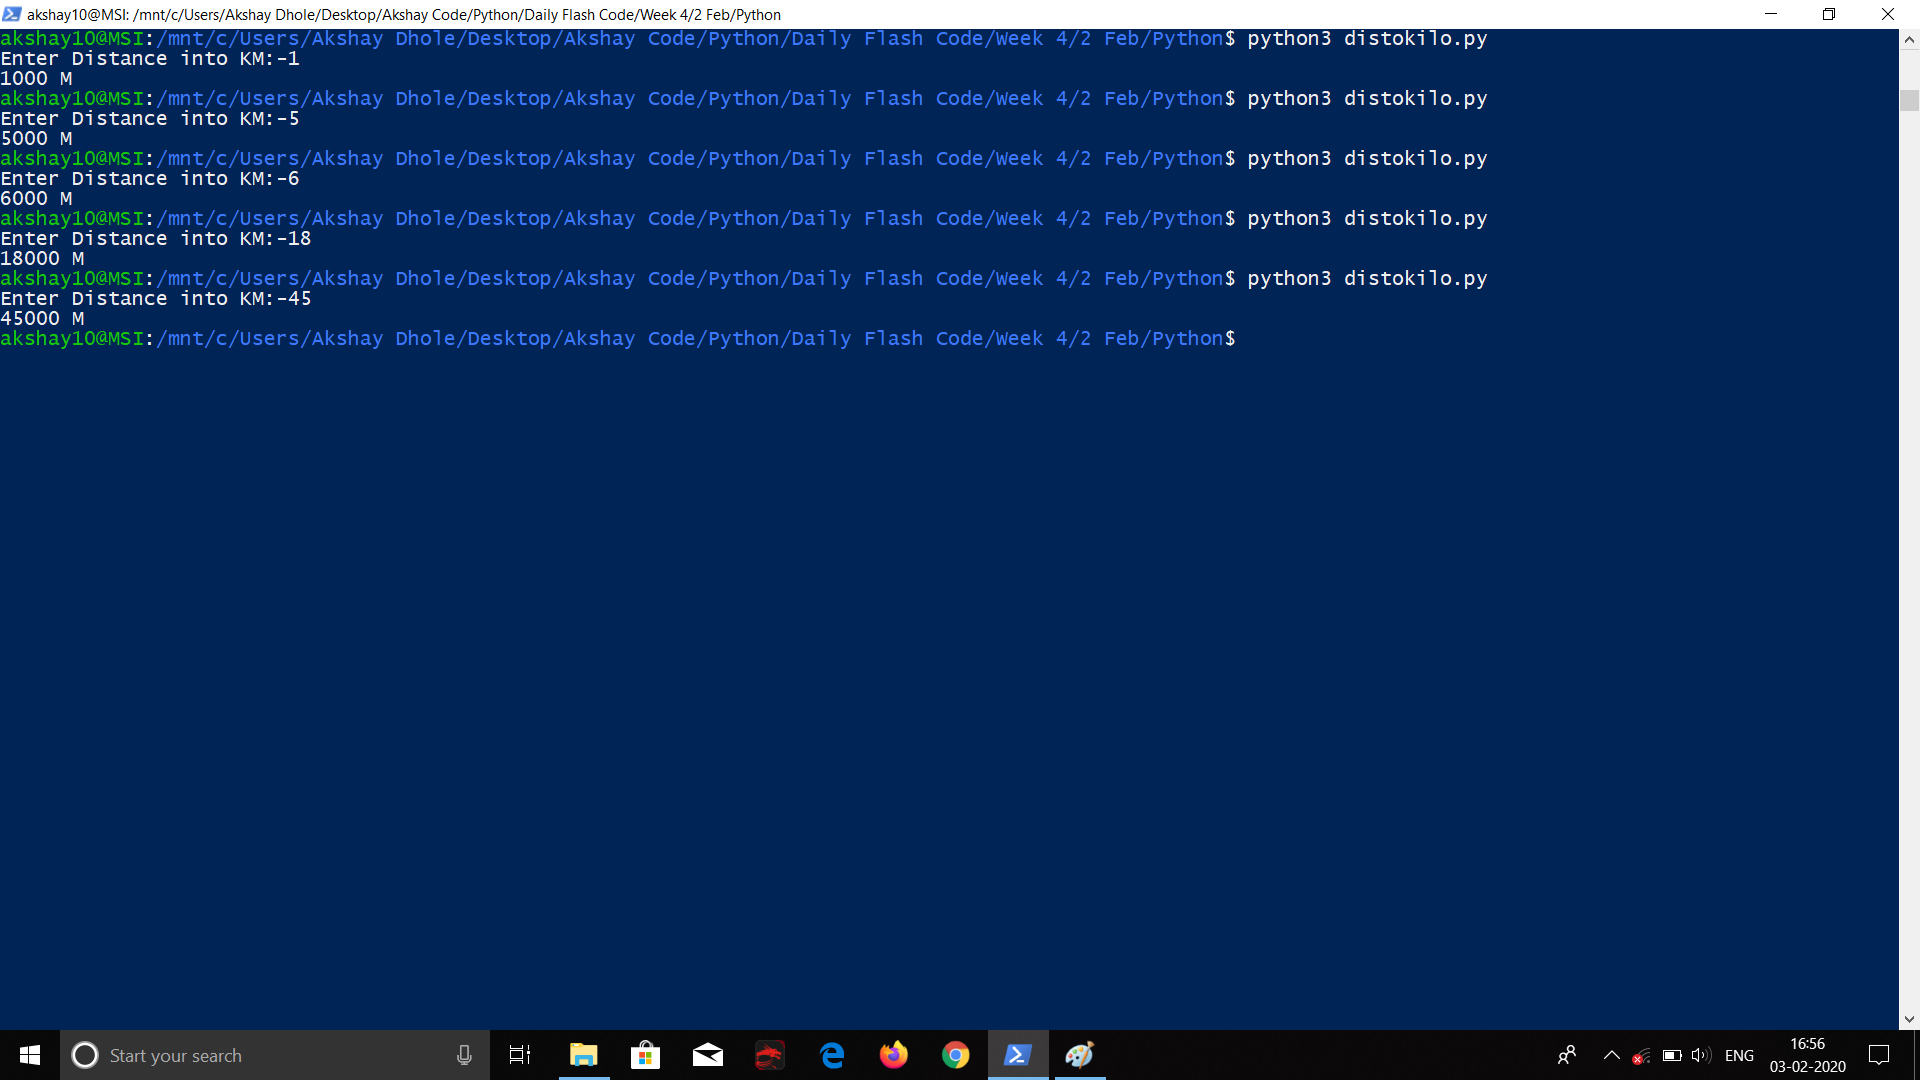 akshay10@MSI: /mnt/c/Users/Akshay Dhole/Desktop/Akshay Code/Python/Daily Flash Code/Week 4/2 Feb/Python
akshay10@MSI:/mnt/c/Users/Akshay Dhole/Desktop/Akshay Code/Python/Daily Flash Code/Week 4/2 Feb/Python$ python3 distokilo.py
Enter Distance into KM:-1
1000 M
akshay10@MSI:/mnt/c/Users/Akshay Dhole/Desktop/Akshay Code/Python/Daily Flash Code/Week 4/2 Feb/Python$ python3 distokilo.py
Enter Distance into KM:-5
5000 M
akshay10@MSI:/mnt/c/Users/Akshay Dhole/Desktop/Akshay Code/Python/Daily Flash Code/Week 4/2 Feb/Python$ python3 distokilo.py
Enter Distance into KM:-6
6000 M
akshay10@MSI:/mnt/c/Users/Akshay Dhole/Desktop/Akshay Code/Python/Daily Flash Code/Week 4/2 Feb/Python$ python3 distokilo.py
Enter Distance into KM:-18
18000 M
akshay10@MSI:/mnt/c/Users/Akshay Dhole/Desktop/Akshay Code/Python/Daily Flash Code/Week 4/2 Feb/Python$ python3 distokilo.py
Enter Distance into KM:-45
45000 M
akshay10@MSI:/mnt/c/Users/Akshay Dhole/Desktop/Akshay Code/Python/Daily Flash Code/Week 4/2 Feb/Python$
Start your search
ENG
16:56
03-02-2020